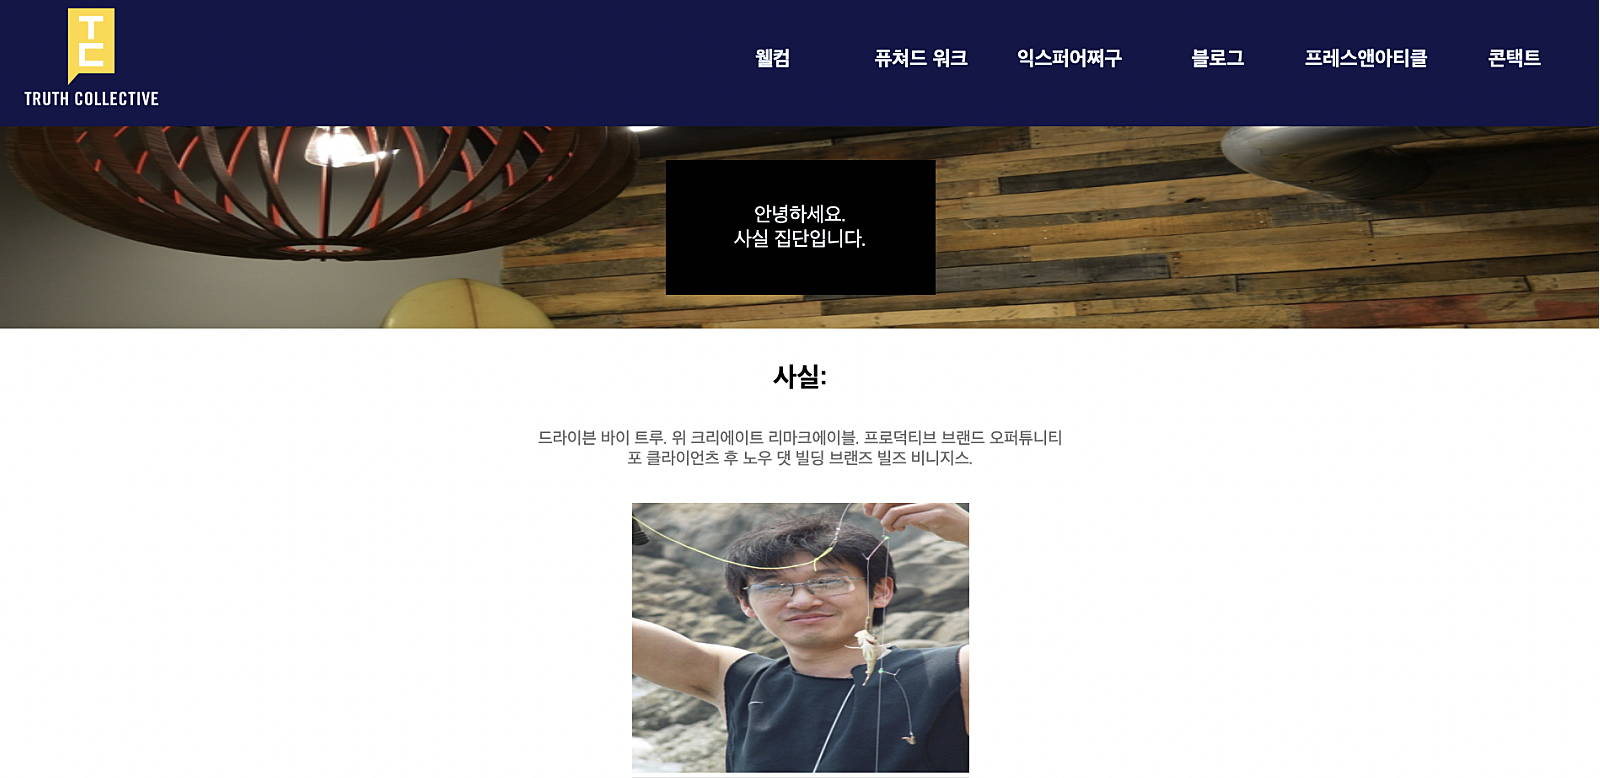 TC
TRUTH COLLECTIVE
웰컴 퓨쳐드 워크 익스퍼어쩌구 블로그 프레스앤아티클 콘택트
안녕하세요.
사실 집단입니다.
사실:
드라이븐 바이 트루. 위 크리에이트 리마크에이블. 프로덕티브 브랜드 오퍼튜니티
포 클라이언츠 후 노우 댓 빌딩 브랜즈 빌즈 비니지스.